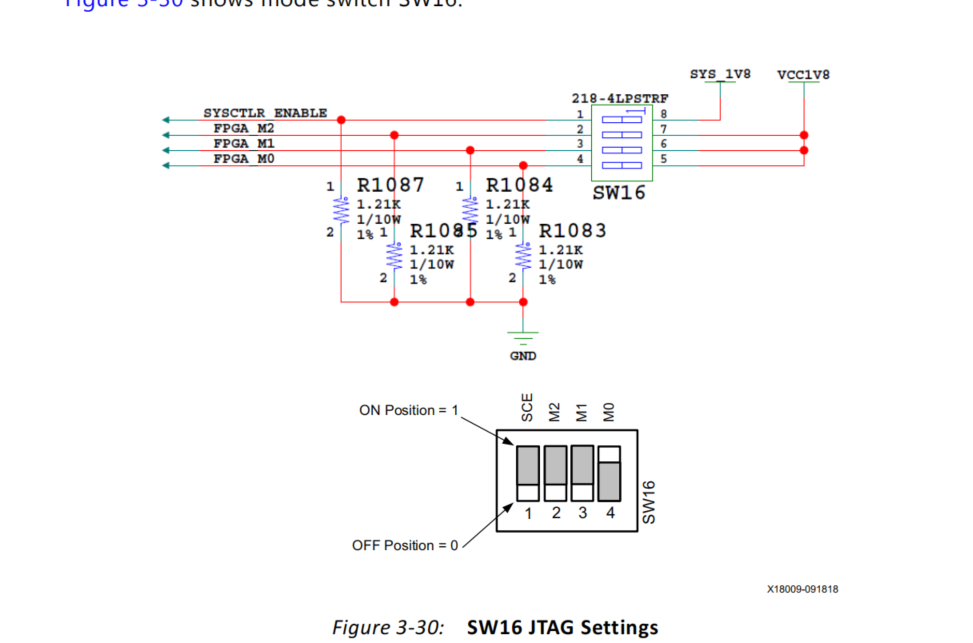 Figure 3-30 shows mode switch SW16.
SYS_1V8 VCC1V8
218-4LPSTRF
SYSCTLR_ENABLE 1 8
FPGA_M2 2 7
FPGA_M1 3 6
FPGA_M0 4 5
SW16
1 R1087 1 R1084
1.21K 1.21K
1/10W 1/10W
2 1% 1 R1085 2 1% 1 R1083
1.21K 1.21K
1/10W 1/10W
2 1% 2 1%
GND
ON Position = 1
SCE M2 M1 M0
1 2 3 4
SW16
OFF Position = 0
X18009-091818
Figure 3-30: SW16 JTAG Settings